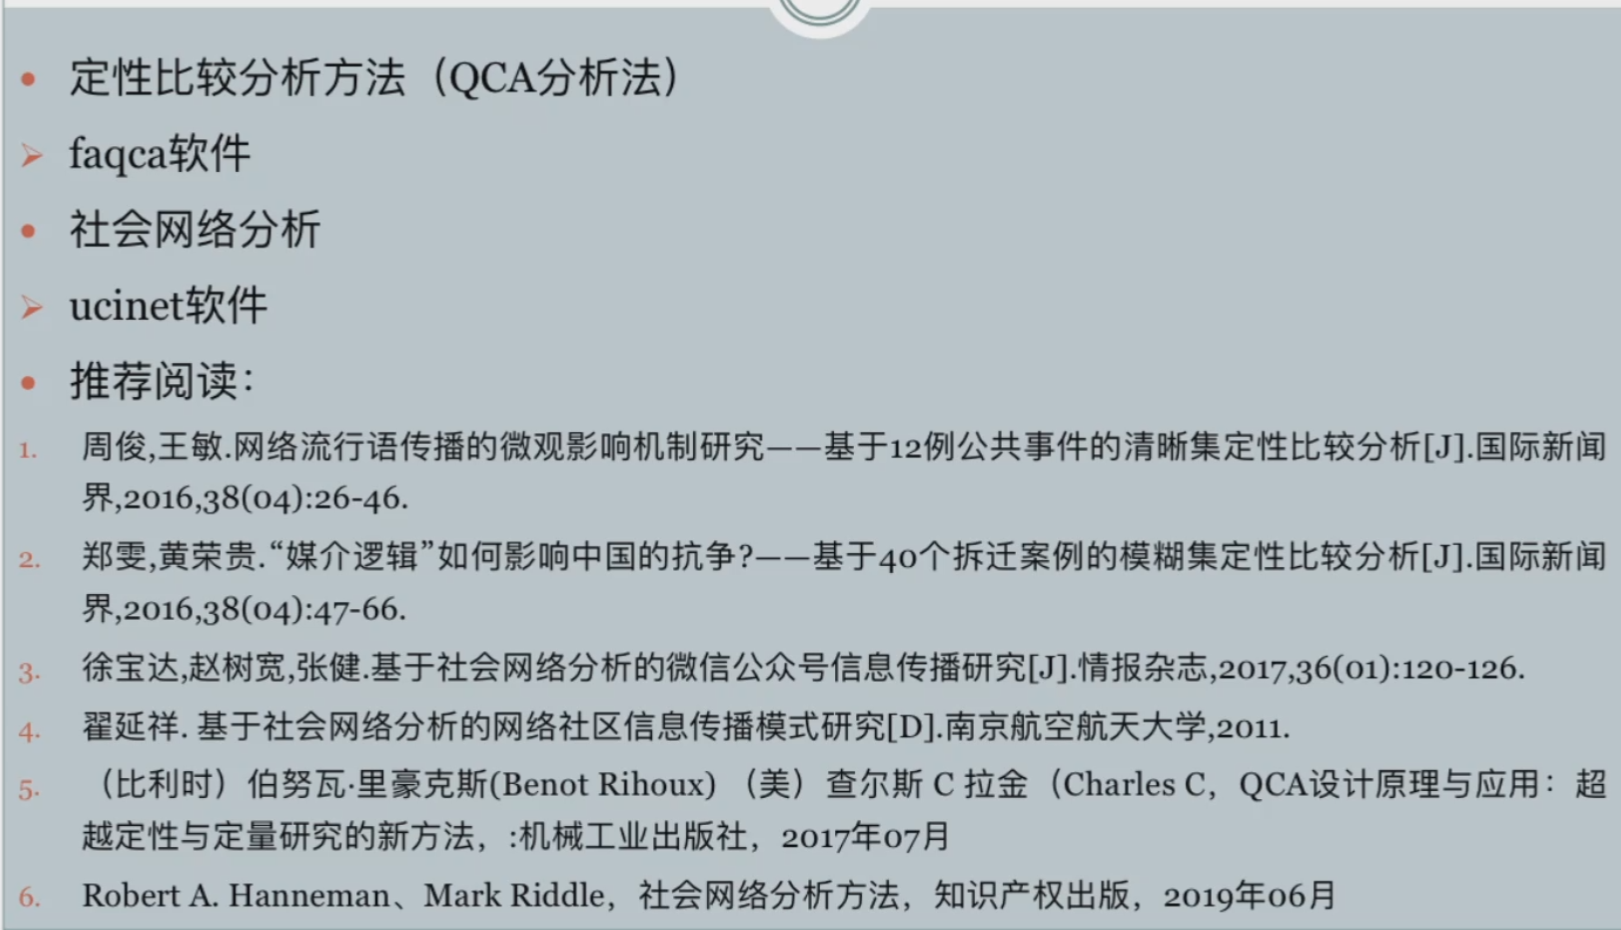 • 定性比较分析方法（QCA分析法）
➢ faqca软件
• 社会网络分析
➢ ucinet软件
• 推荐阅读：
1. 周俊,王敏.网络流行语传播的微观影响机制研究——基于12例公共事件的清晰集定性比较分析[J].国际新闻
界,2016,38(04):26-46.
2. 郑雯,黄荣贵.“媒介逻辑”如何影响中国的抗争?——基于40个拆迁案例的模糊集定性比较分析[J].国际新闻
界,2016,38(04):47-66.
3. 徐宝达,赵树宽,张健.基于社会网络分析的微信公众号信息传播研究[J].情报杂志,2017,36(01):120-126.
4. 翟延祥. 基于社会网络分析的网络社区信息传播模式研究[D].南京航空航天大学,2011.
5. （比利时）伯努瓦·里豪克斯(Benot Rihoux) （美）查尔斯 C 拉金（Charles C，QCA设计原理与应用：超
越定性与定量研究的新方法，:机械工业出版社，2017年07月
6. Robert A. Hanneman、Mark Riddle，社会网络分析方法，知识产权出版，2019年06月